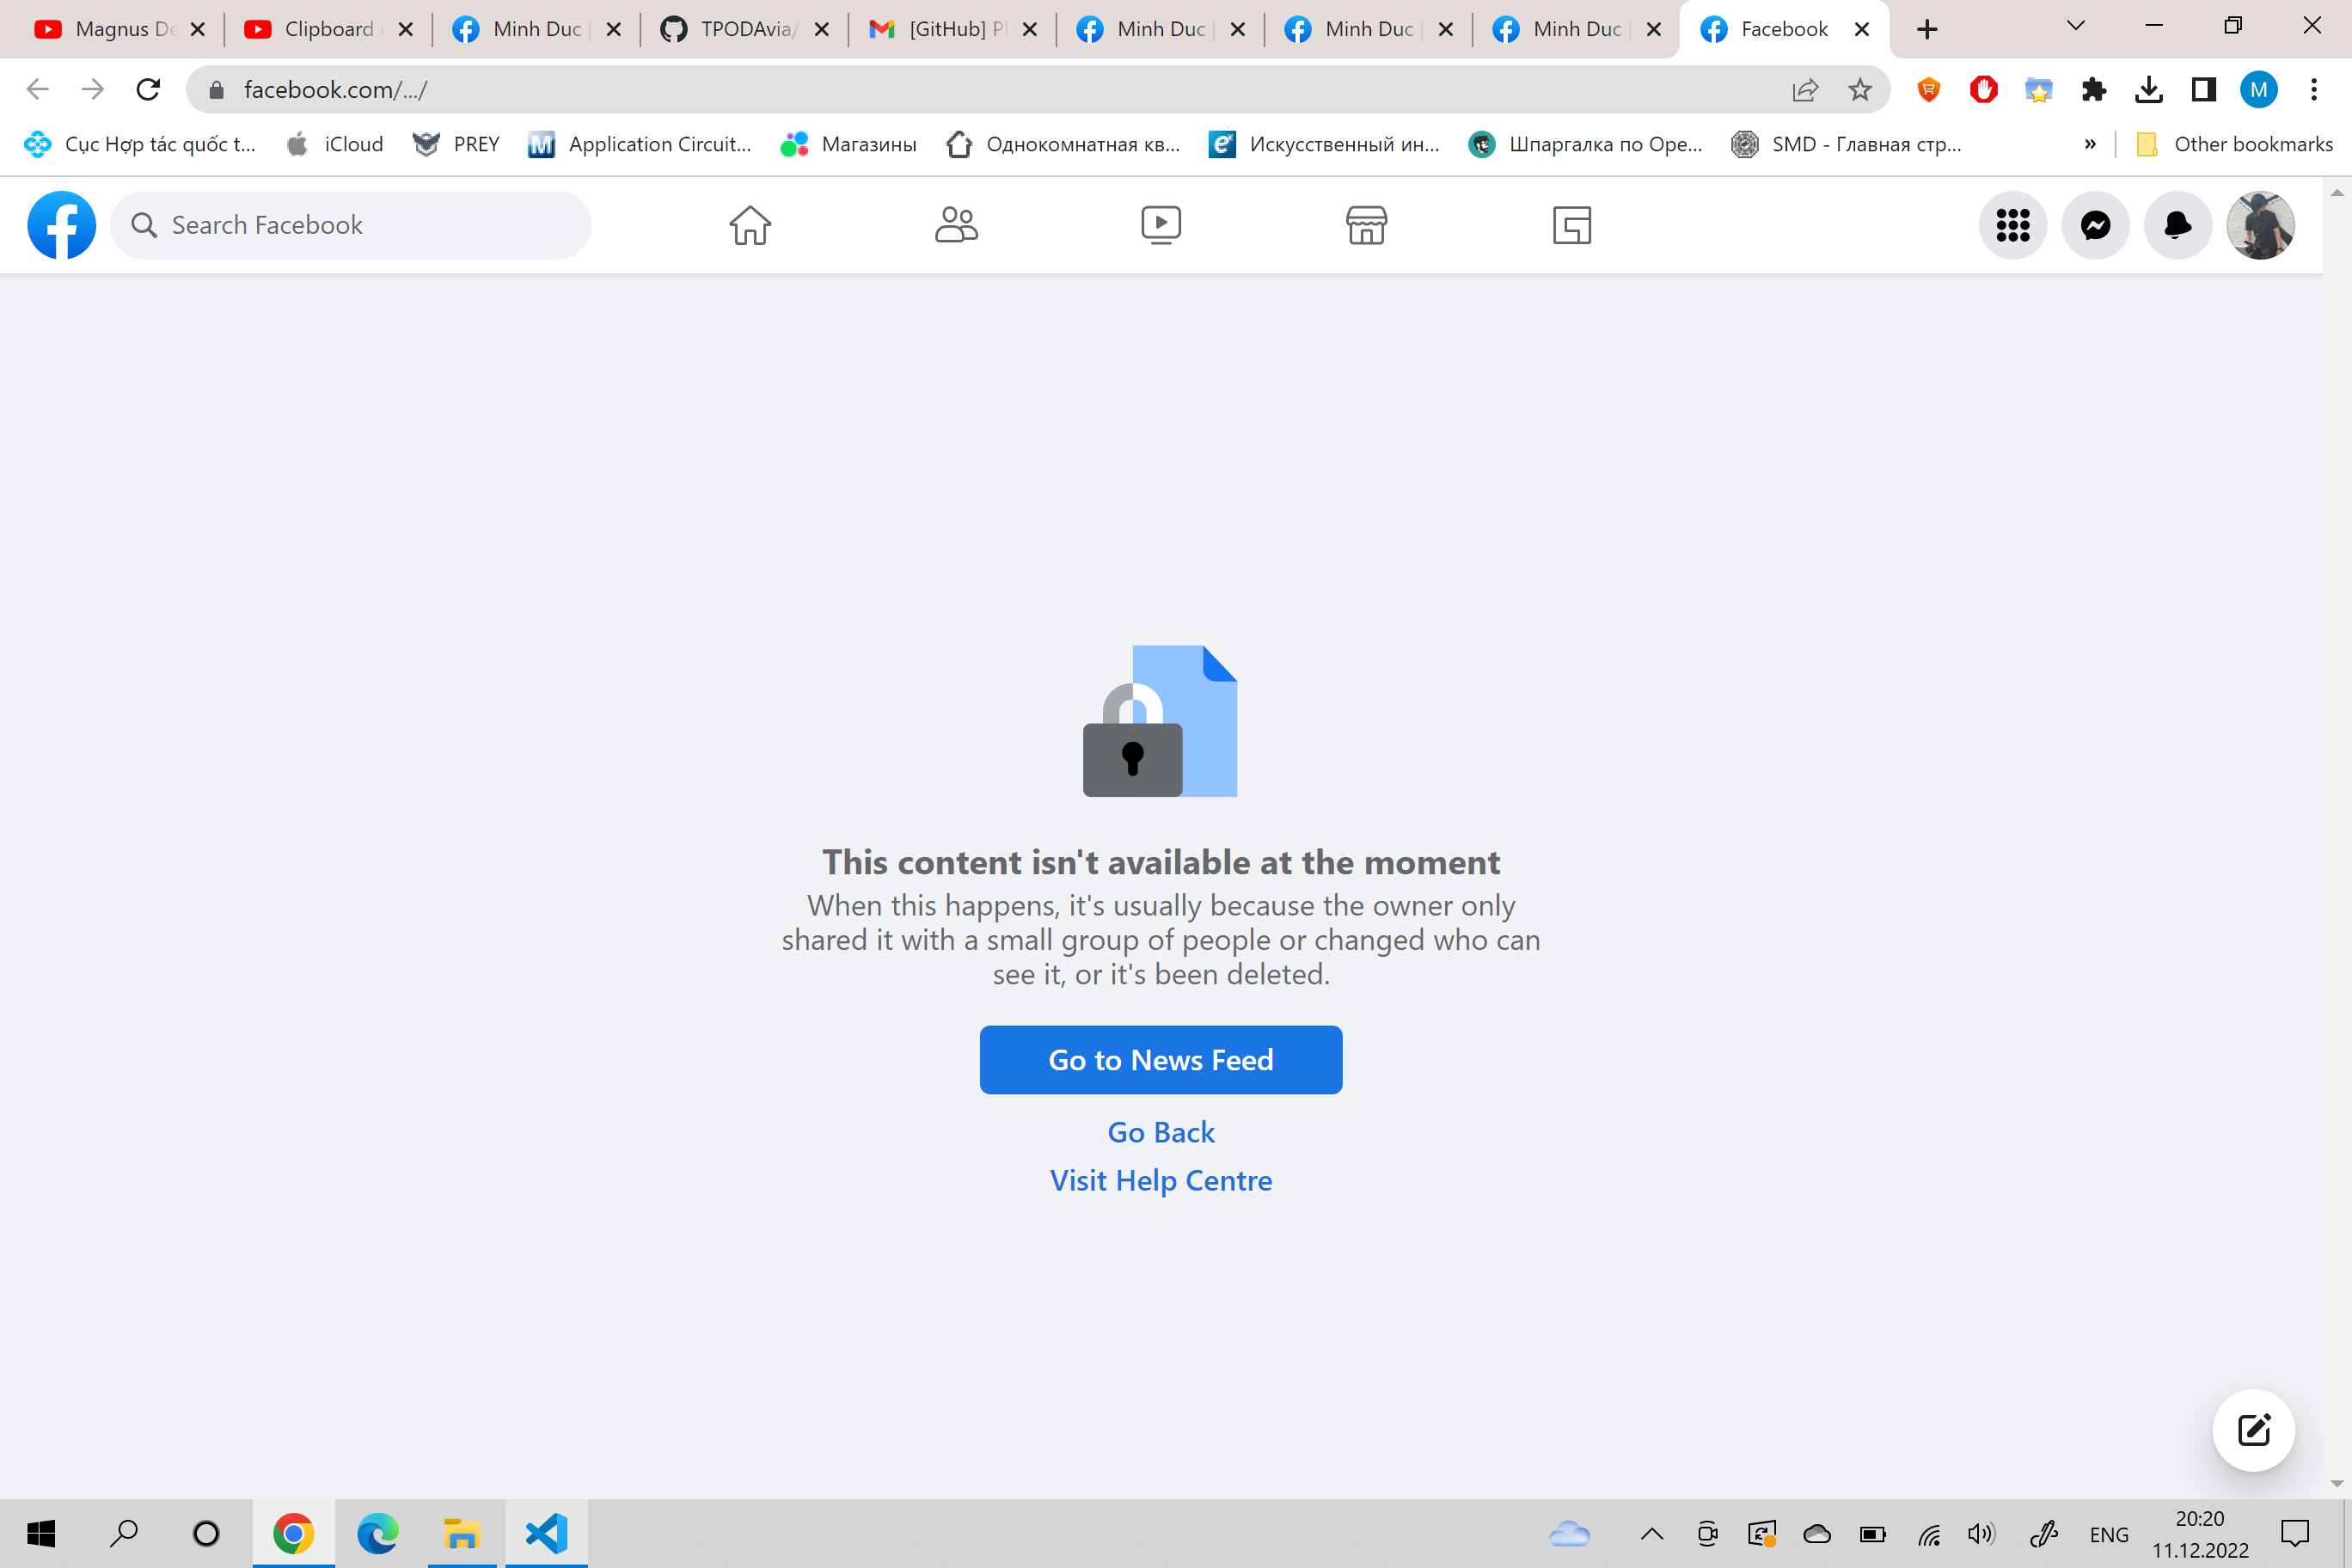 Magnus De
Clipboard
Minh Duc
TPODAvia/
[GitHub] Pl
Minh Duc
Minh Duc
Minh Duc
Facebook
facebook.com/.../
M
Cục Hợp tác quốc t...
iCloud
PREY
Application Circuit...
Магазины
Однокомнатная кв...
Искусственный ин...
Шпаргалка по Оре...
SMD - Главная стр...
»
Other bookmarks
Search Facebook
This content isn't available at the moment
When this happens, it's usually because the owner only
shared it with a small group of people or changed who can
see it, or it's been deleted.
Go to News Feed
Go Back
Visit Help Centre
ENG
20:20
11.12.2022